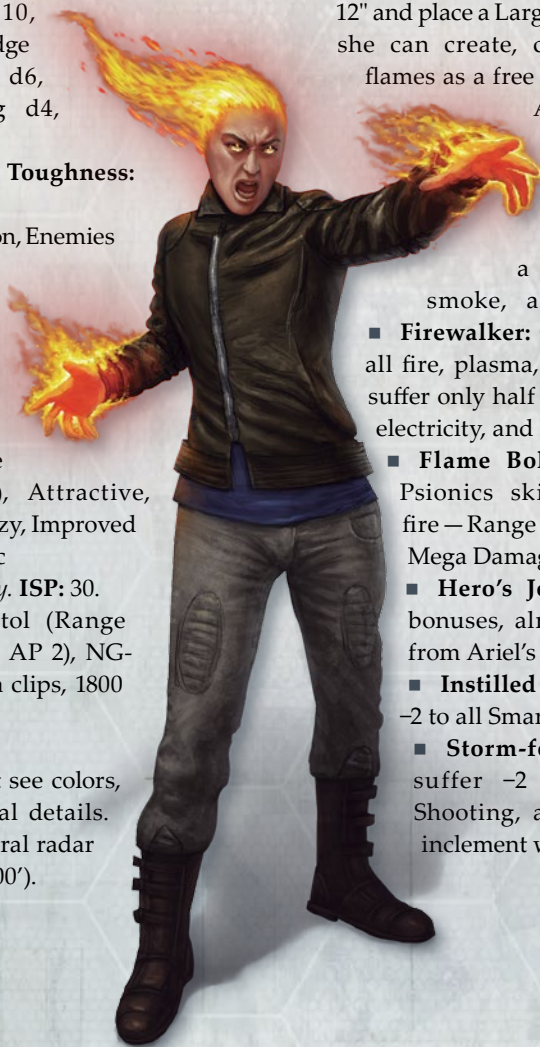 10,
dge
d6,
g d4,
Toughness:
on, Enemies
), Attractive,
zy, Improved
c
y. ISP: 30.
tol (Range
AP 2), NG-
n clips, 1800
t see colors,
al details.
ral radar
00').
12" and place a Larg
she can create, c
flames as a free
A
a
smoke, a
■ Firewalker:
all fire, plasma,
suffer only half
electricity, and
■ Flame Bol
Psionics ski
fire—Range
Mega Damag
■ Hero's Jo
bonuses, alr
from Ariel's
■ Instilled
–2 to all Smar
■ Storm-fo
suffer –2
Shooting, a
inclement w